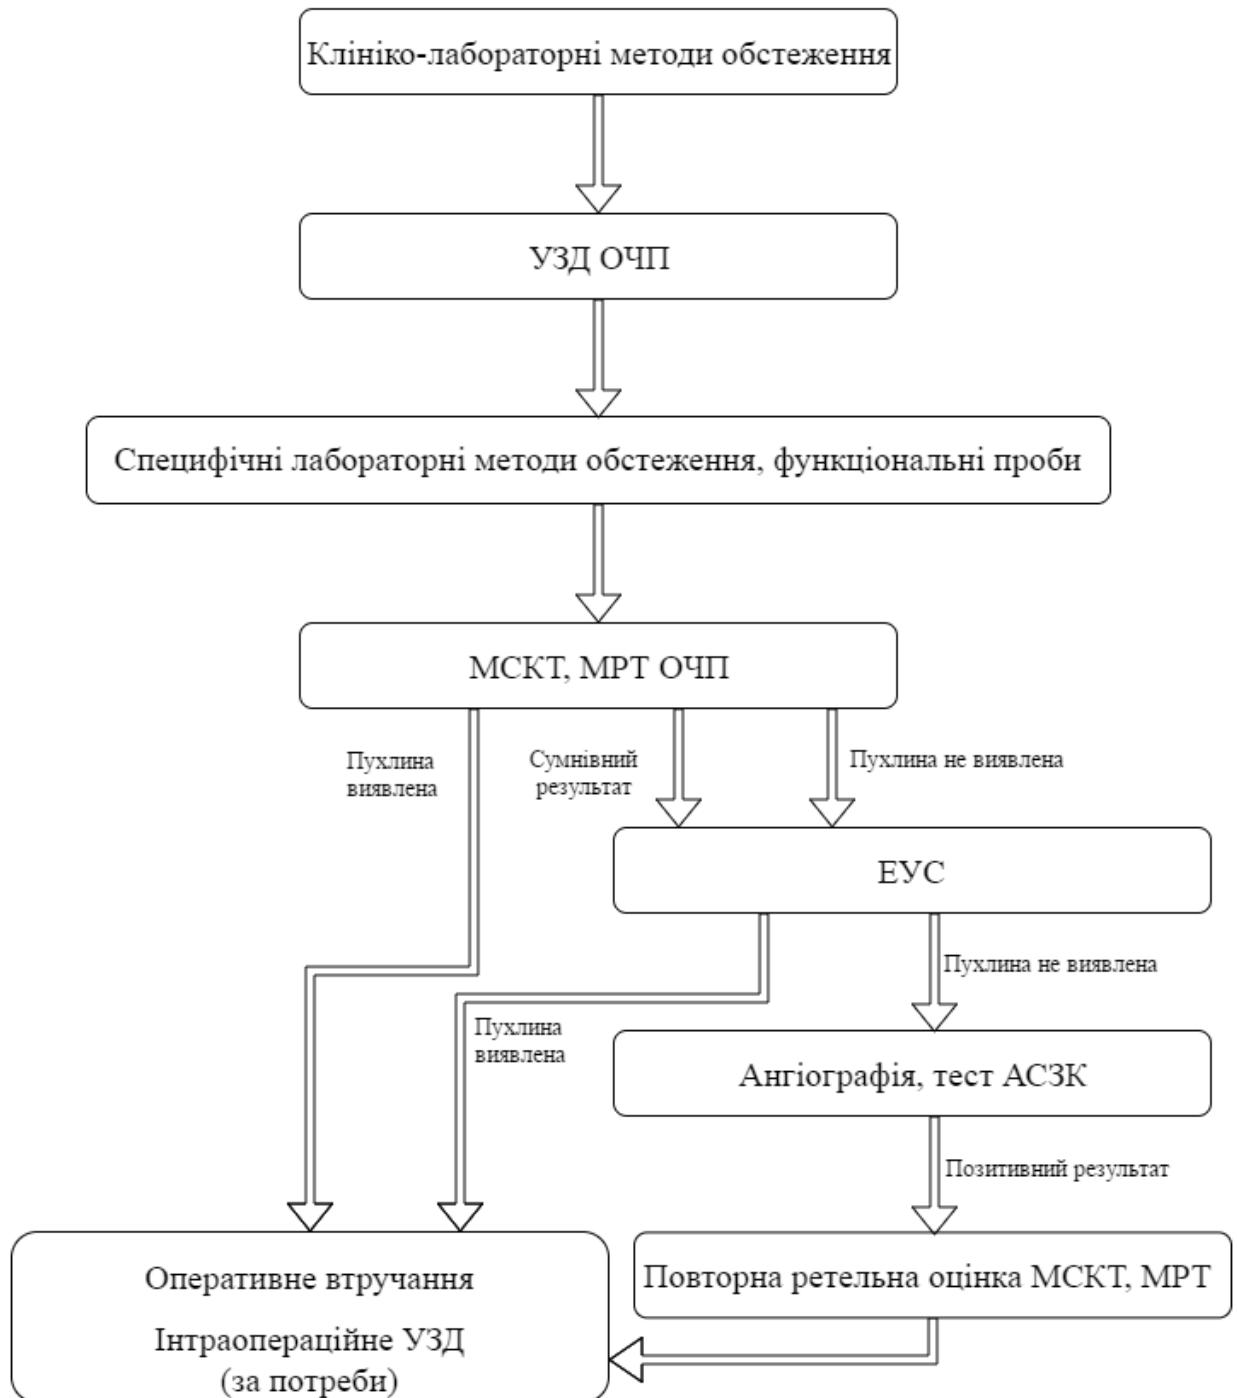 Клініко-лабораторні методи обстеження
УЗД ОЧП
Специфічні лабораторні методи обстеження, функціональні проби
МСКТ, МРТ ОЧП
Пухлина
виявлена
Сумнівний
результат
Пухлина не виявлена
ЕУС
Пухлина не виявлена
Пухлина
виявлена
Ангіографія, тест АСЗК
Позитивний результат
Повторна ретельна оцінка МСКТ, МРТ
Оперативне втручання
Інтраопераційне УЗД
(за потреби)